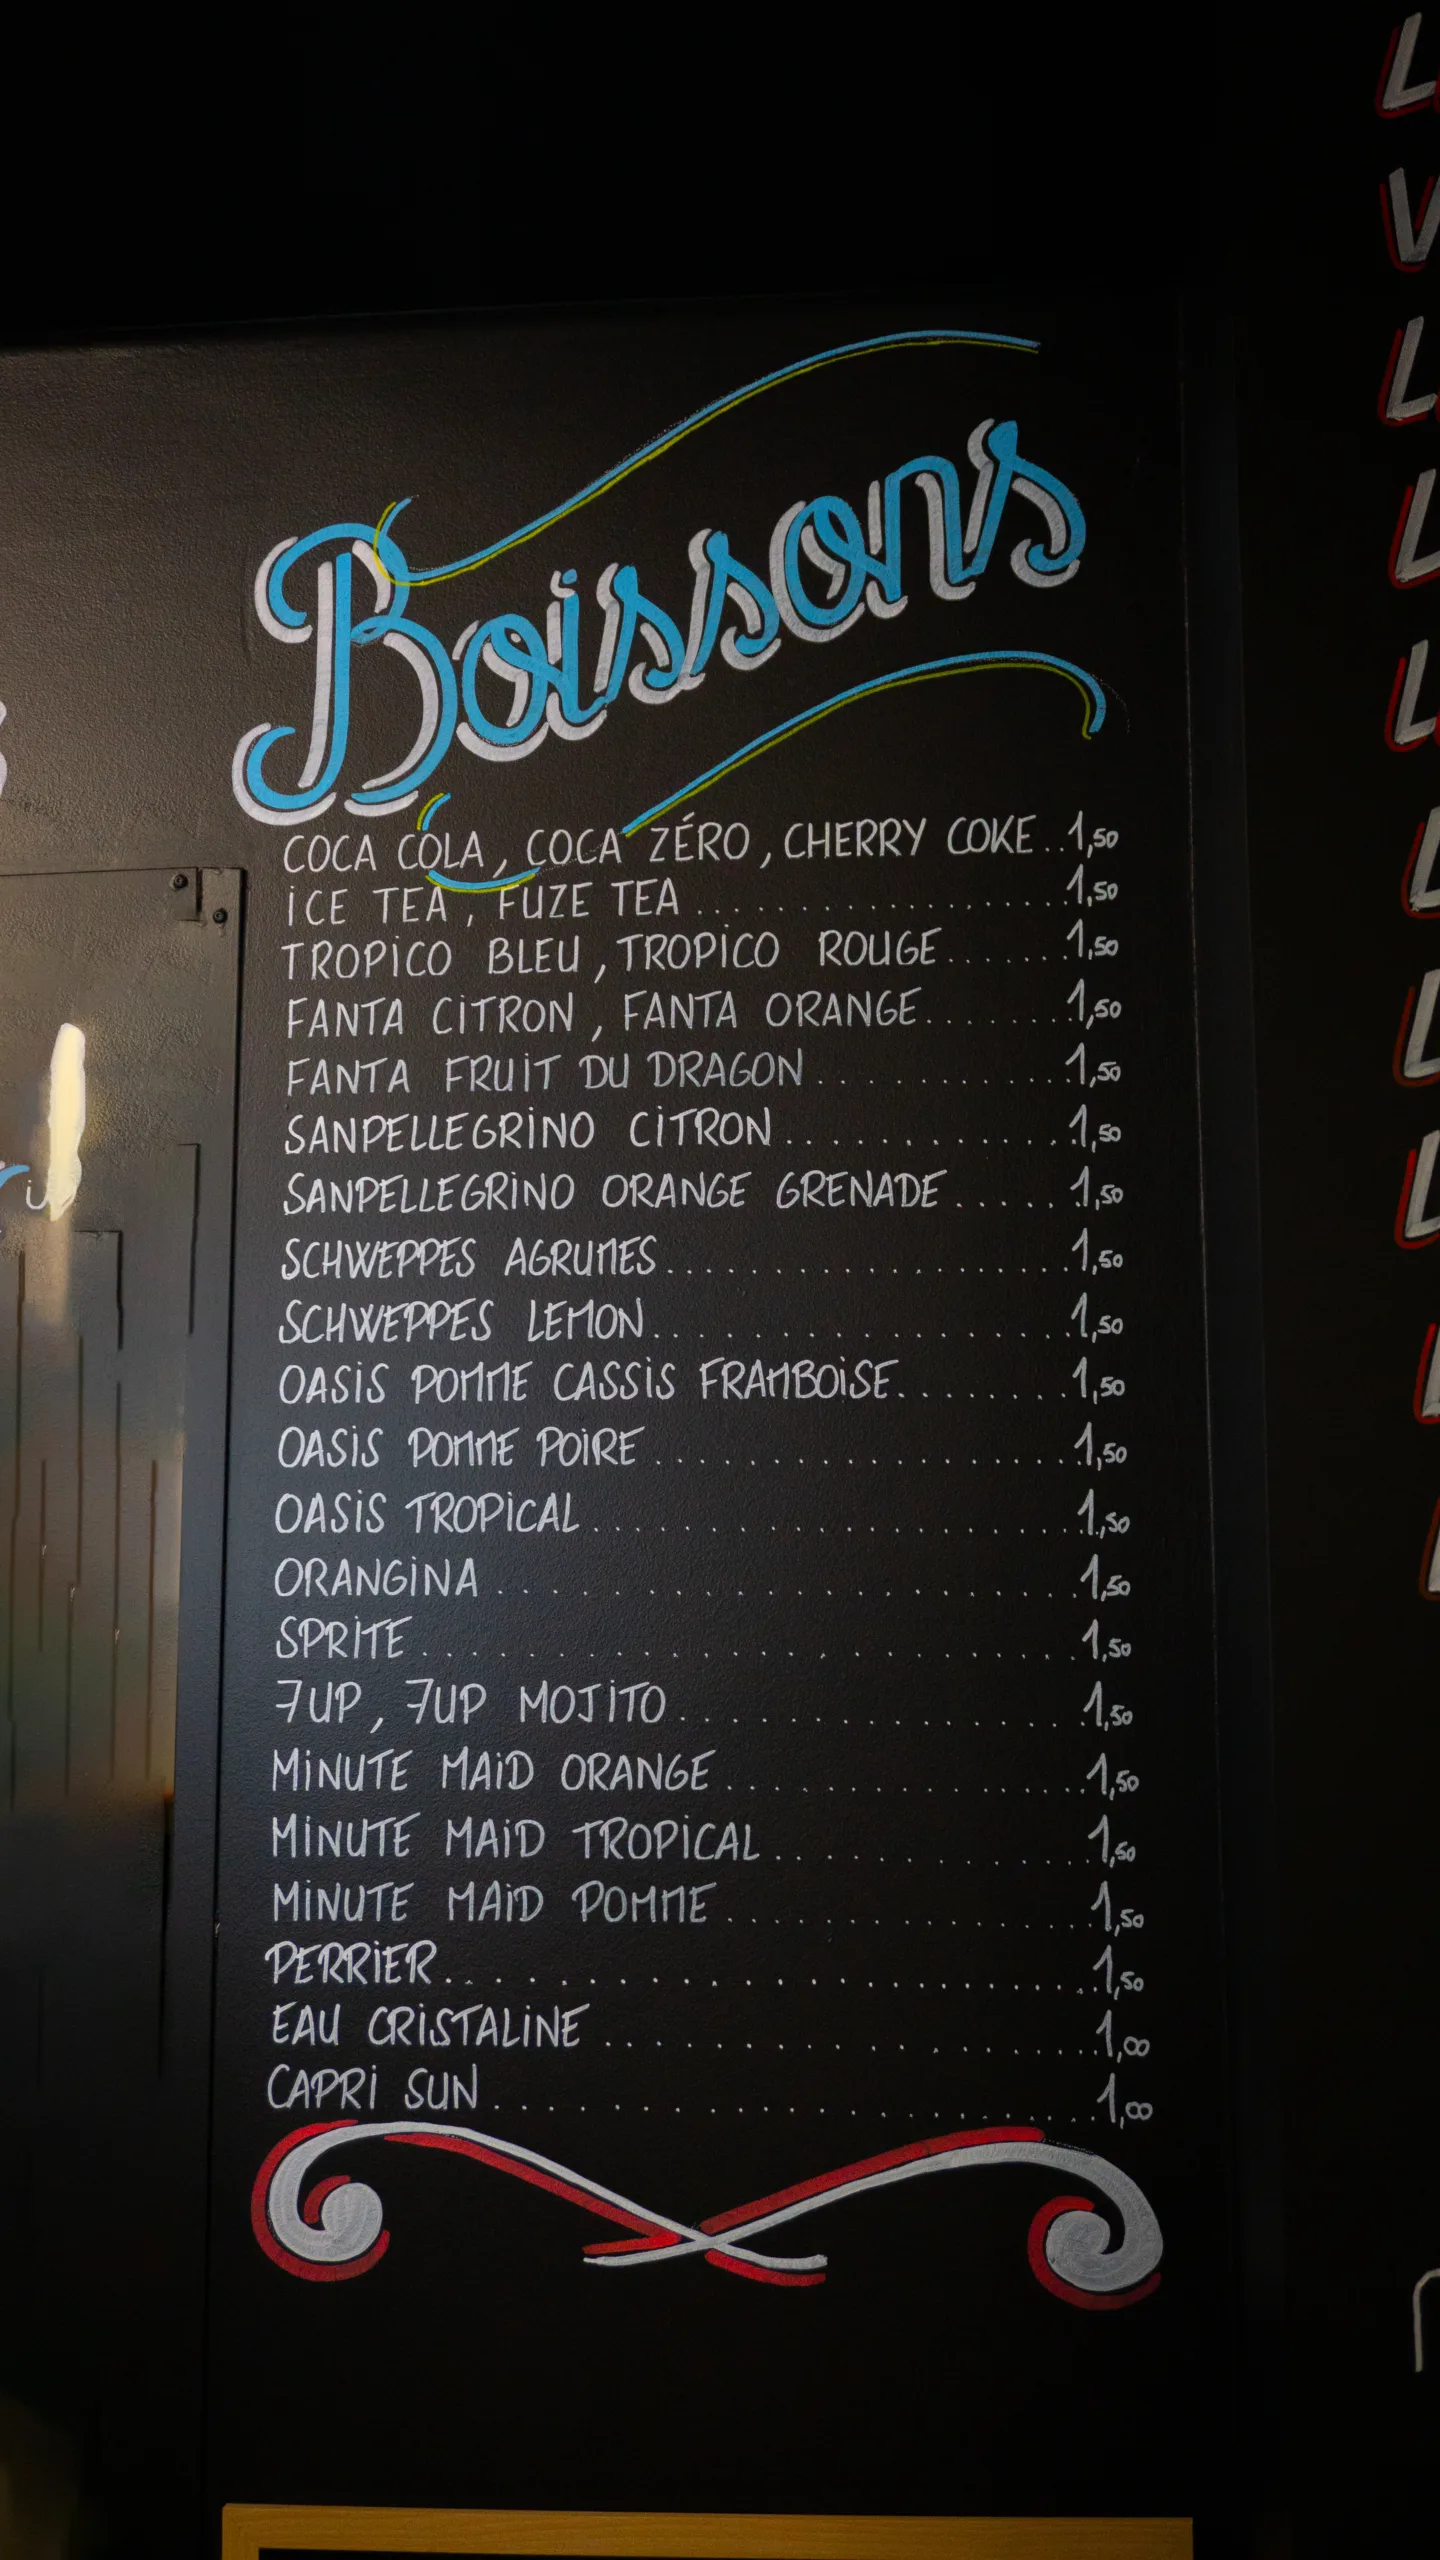 Boissons
COCA COLA, COCA ZÉRO, CHERRY COKE..1,50
ICE TEA, FUZE TEA..................1,50
TROPICO BLEU, TROPICO ROUGE.......1,50
FANTA CITRON, FANTA ORANGE........1,50
FANTA FRUIT DU DRAGON............1,50
SANPELLEGRINO CITRON.............1,50
SANPELLEGRINO ORANGE GRENADE.....1,50
SCHWEPPES AGRUMES...................1,50
SCHWEPPES LEMON...................1,50
OASIS POMME CASSIS FRAMBOISE........1,50
OASIS POMME POIRE..................1,50
OASIS TROPICAL....................1,50
ORANGINA....................1,50
SPRITE.......................1,50
7UP, 7UP MOJITO................1,50
MINUTE MAID ORANGE..............1,50
MINUTE MAID TROPICAL............1,50
MINUTE MAID POMME..............1,50
PERRIER........................1,50
EAU CRISTALINE...................1,00
CAPRI SUN......................1,00